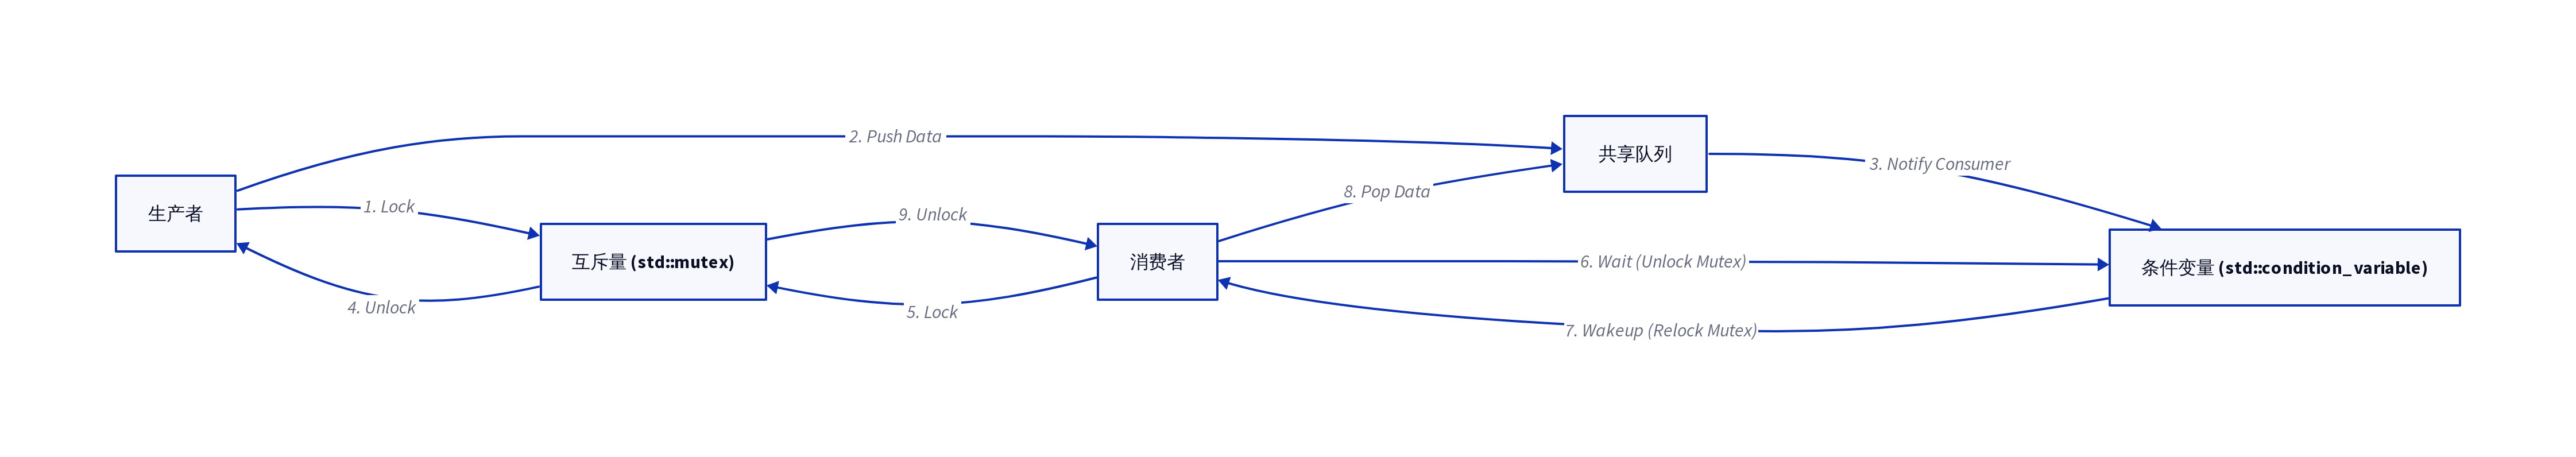 2. Push Data
共享队列
3. Notify Consumer
8. Pop Data
生产者
1. Lock
9. Unlock
互斥量 (std::mutex)
消费者
6. Wait (Unlock Mutex)
条件变量 (std::condition_variable)
4. Unlock
5. Lock
7. Wakeup (Relock Mutex)